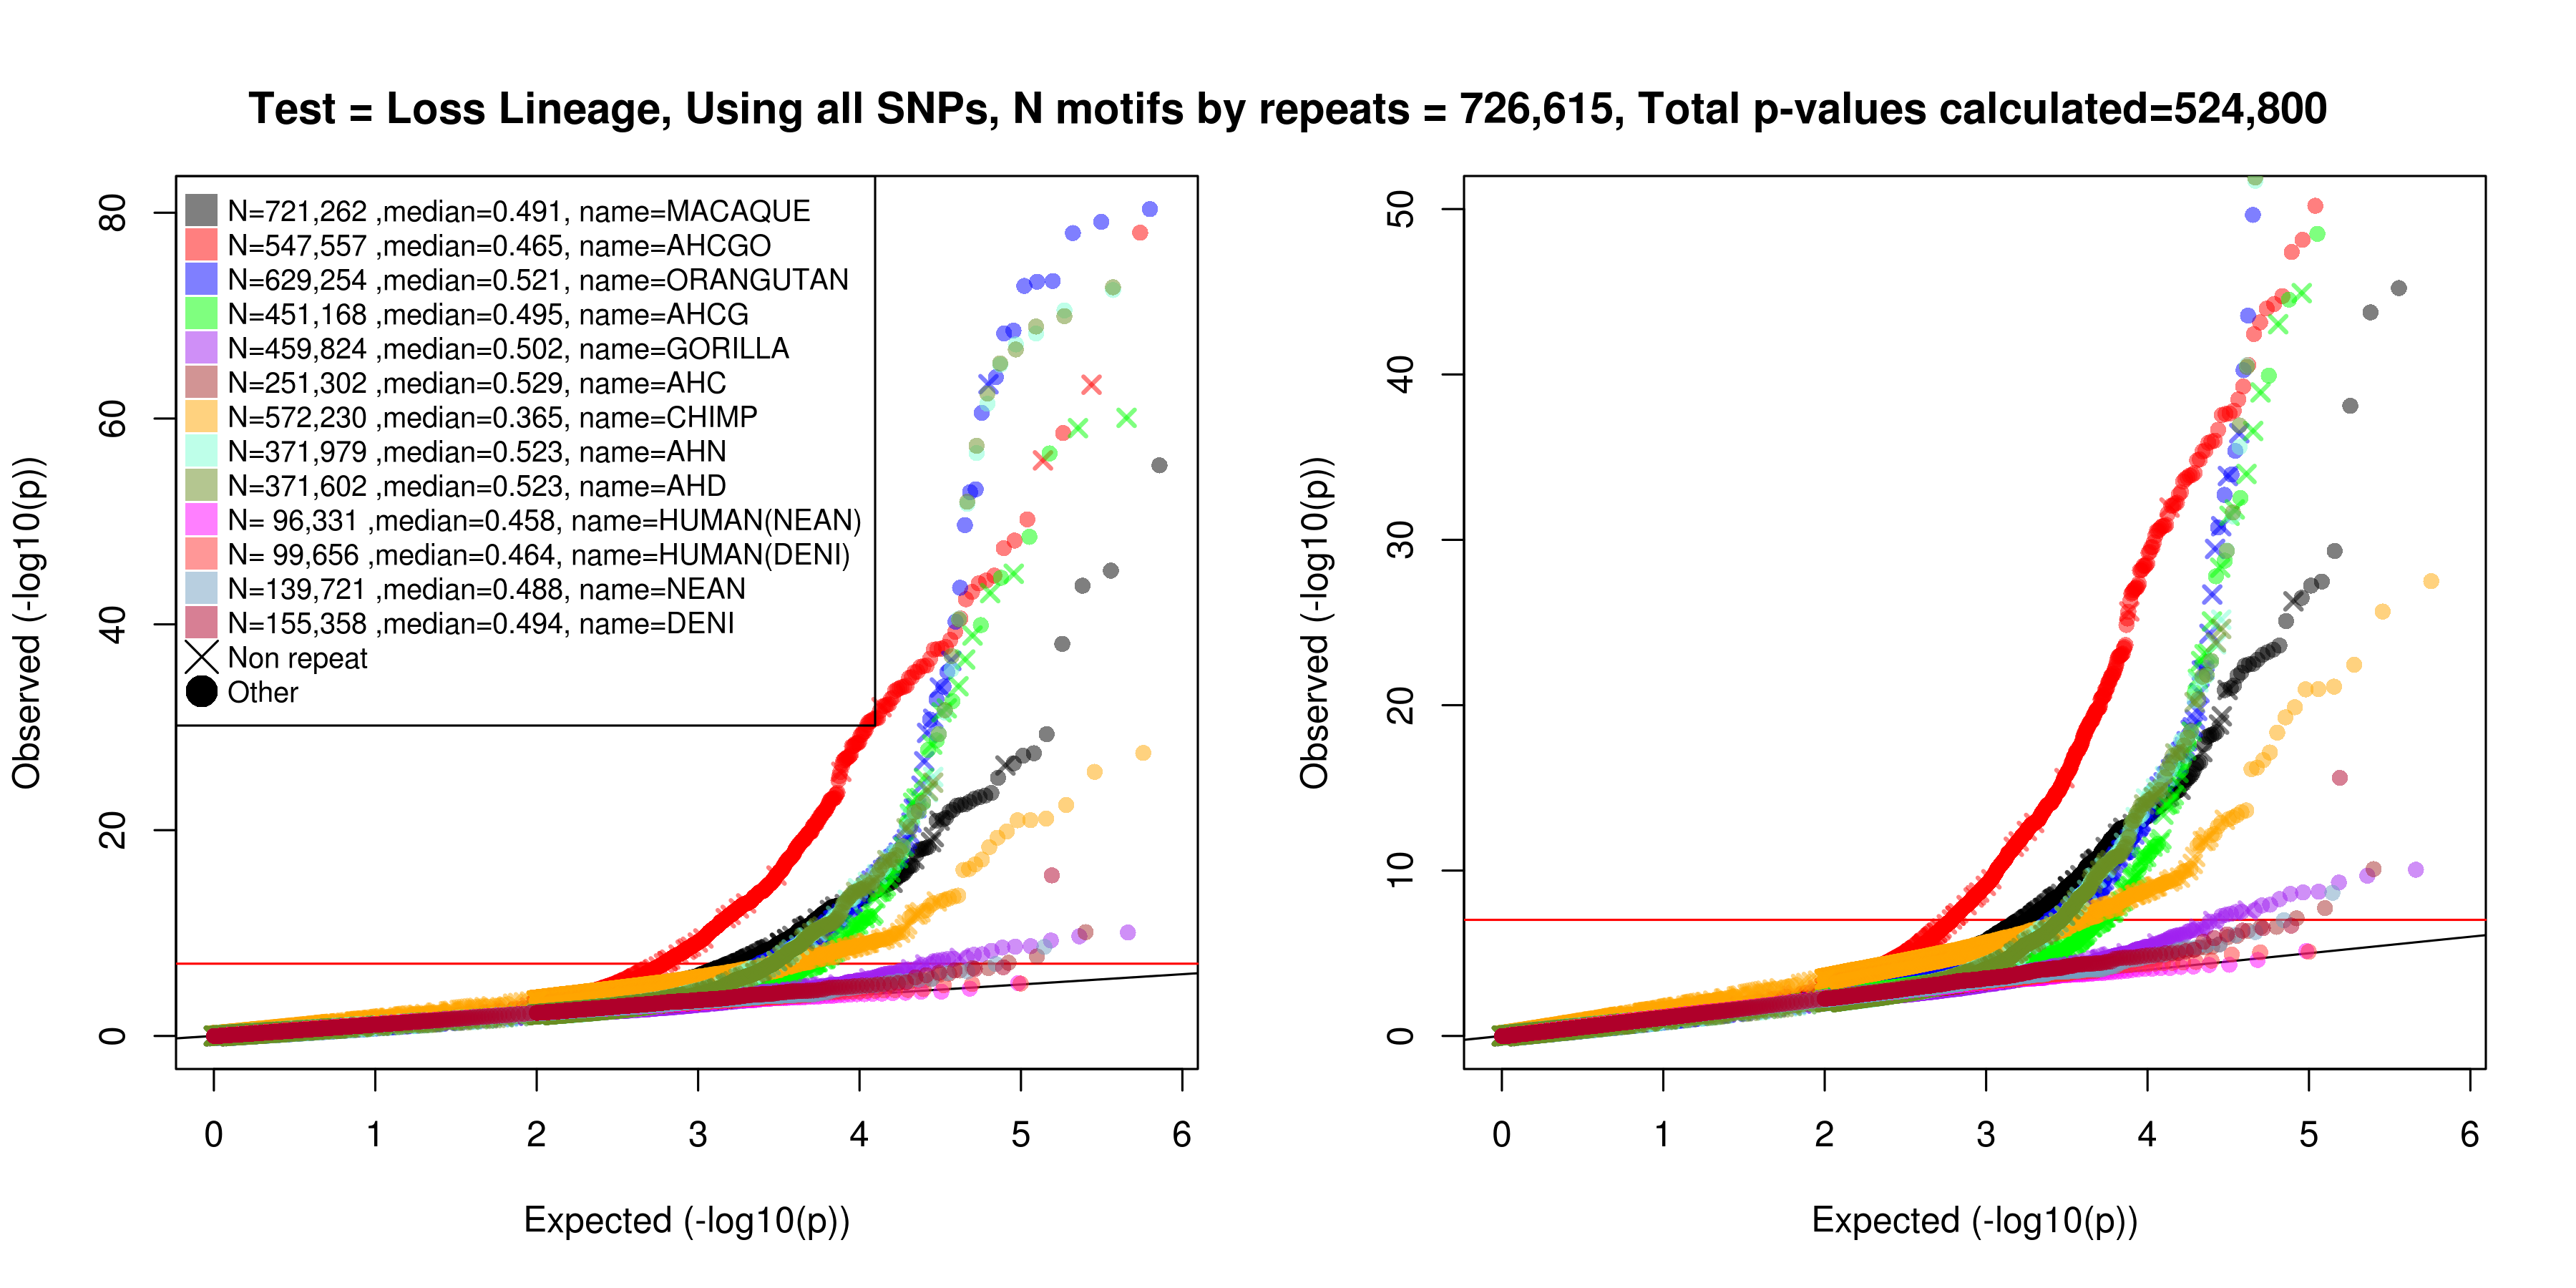 Test = Loss Lineage, Using all SNPs, N motifs by repeats = 726,615, Total p-values calculated=524,800
Observed (-log10(p))
80
60
40
20
0
N=721,262 ,median=0.491, name=MACAQUE
N=547,557 ,median=0.465, name=AHCGO
N=629,254 ,median=0.521, name=ORANGUTAN
N=451,168 ,median=0.495, name=AHCG
N=459,824 ,median=0.502, name=GORILLA
N=251,302 ,median=0.529, name=AHC
N=572,230 ,median=0.365, name=CHIMP
N=371,979 ,median=0.523, name=AHN
N=371,602 ,median=0.523, name=AHD
N= 96,331 ,median=0.458, name=HUMAN(NEAN)
N= 99,656 ,median=0.464, name=HUMAN(DENI)
N=139,721 ,median=0.488, name=NEAN
N=155,358 ,median=0.494, name=DENI
Non repeat
Other
0 1 2 3 4 5 6
Expected (-log10(p))
Observed (-log10(p))
50
40
30
20
10
0
0 1 2 3 4 5 6
Expected (-log10(p))